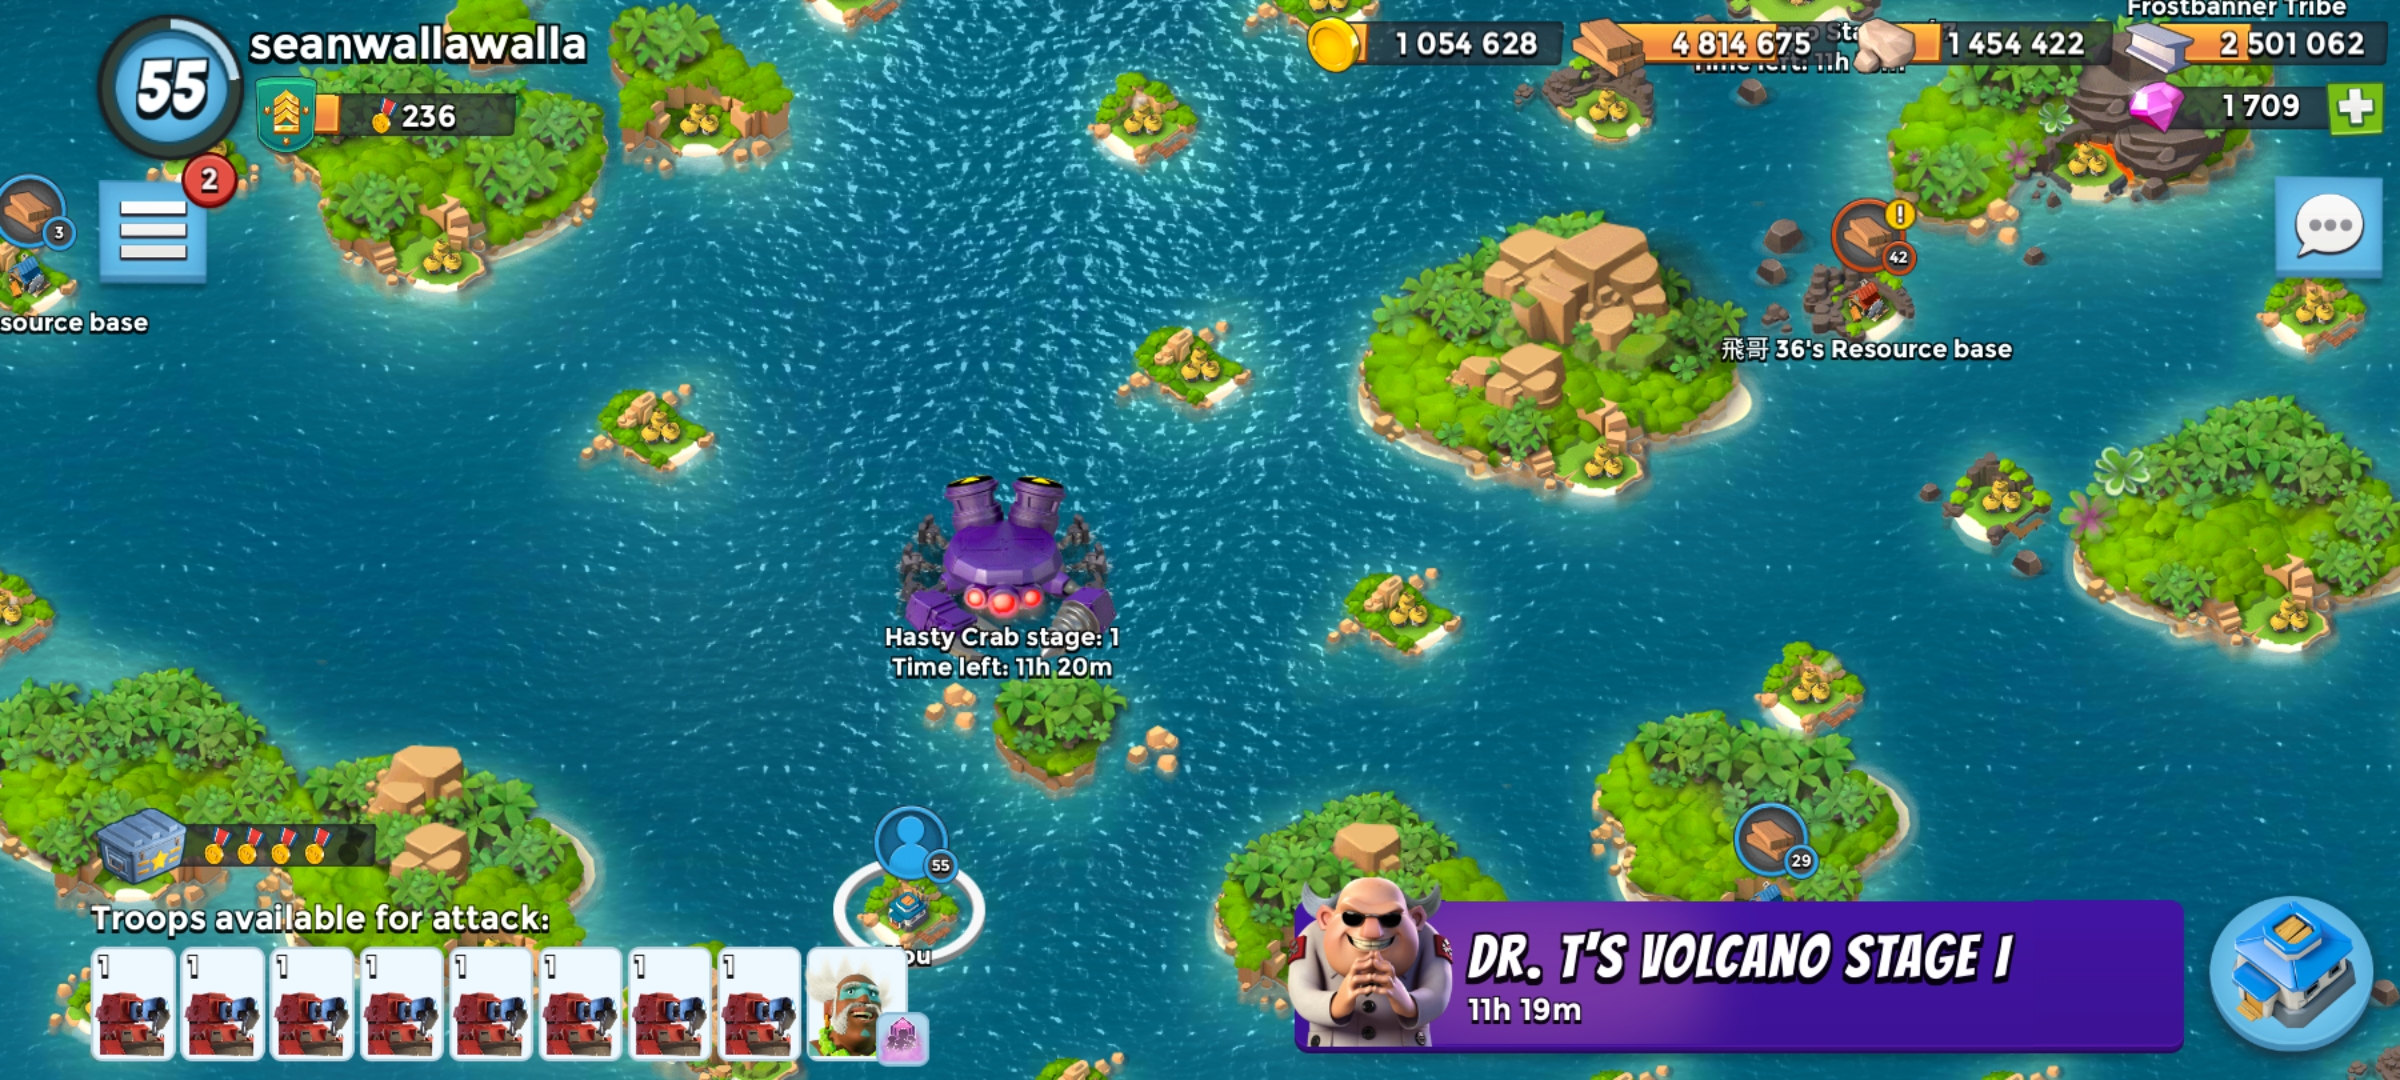 Frostbanner Tribe
55
seanwallawalla
236
1 054 628
4 814 675
1 454 422
2 501 062
1 709
2
3
source base
!
42
飛哥 36's Resource base
Hasty Crab stage: 1
Time left: 11h 20m
55
You
29
Troops available for attack:
1 1 1 1 1 1 1 1
DR. T'S VOLCANO STAGE I
11h 19m